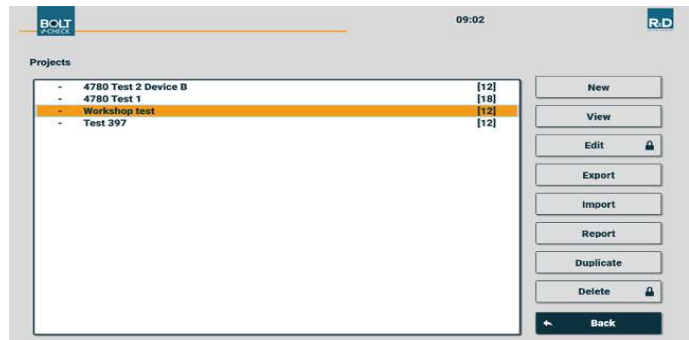 BOLT
✓CHECK
09:02
R&D
Projects
- 4780 Test 2 Device B [12]
- 4780 Test 1 [18]
- Workshop test [12]
- Test 397 [12]
New
View
Edit
Export
Import
Report
Duplicate
Delete
Back